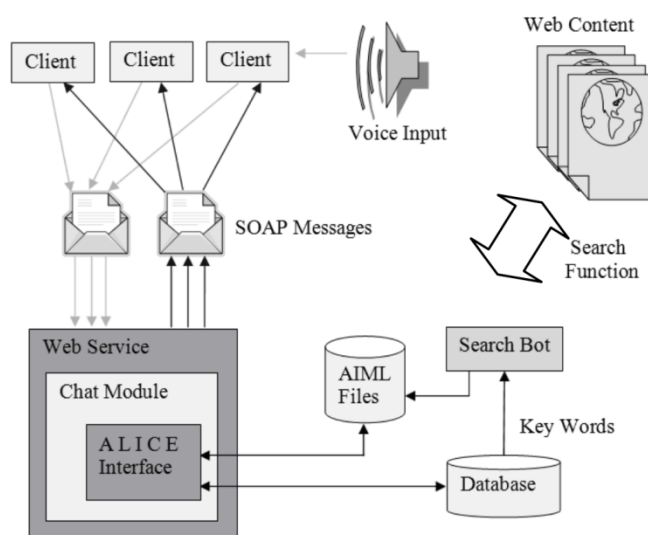 Web Content
Client
Client
Client
Voice Input
SOAP Messages
Search
Function
Web Service
Chat Module
A L I C E
Interface
AIML
Files
Search Bot
Key Words
Database